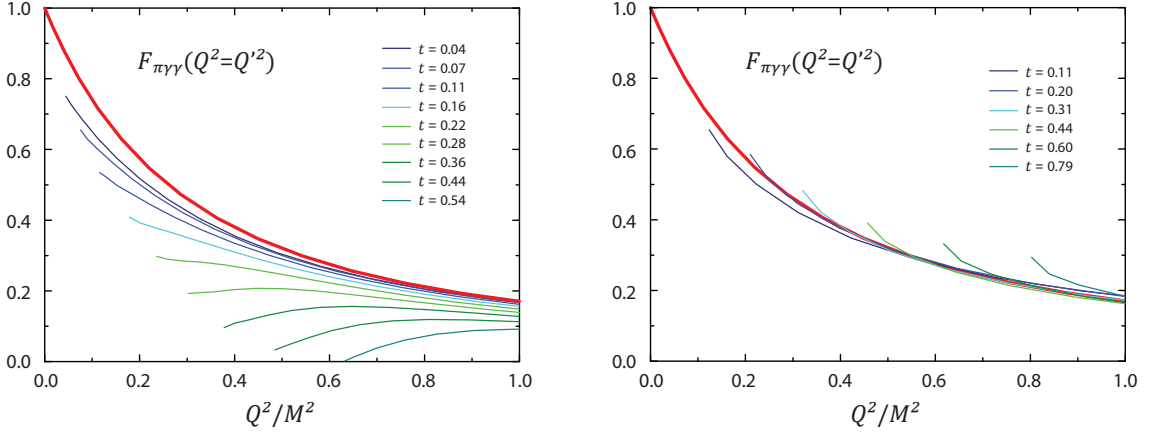 1.0
0.8
0.6
0.4
0.2
0.0
F_πγγ(Q²=Q'²)
t = 0.04
t = 0.07
t = 0.11
t = 0.16
t = 0.22
t = 0.28
t = 0.36
t = 0.44
t = 0.54
0.0 0.2 0.4 0.6 0.8 1.0
Q²/M²
1.0
0.8
0.6
0.4
0.2
0.0
F_πγγ(Q²=Q'²)
t = 0.11
t = 0.20
t = 0.31
t = 0.44
t = 0.60
t = 0.79
0.0 0.2 0.4 0.6 0.8 1.0
Q²/M²